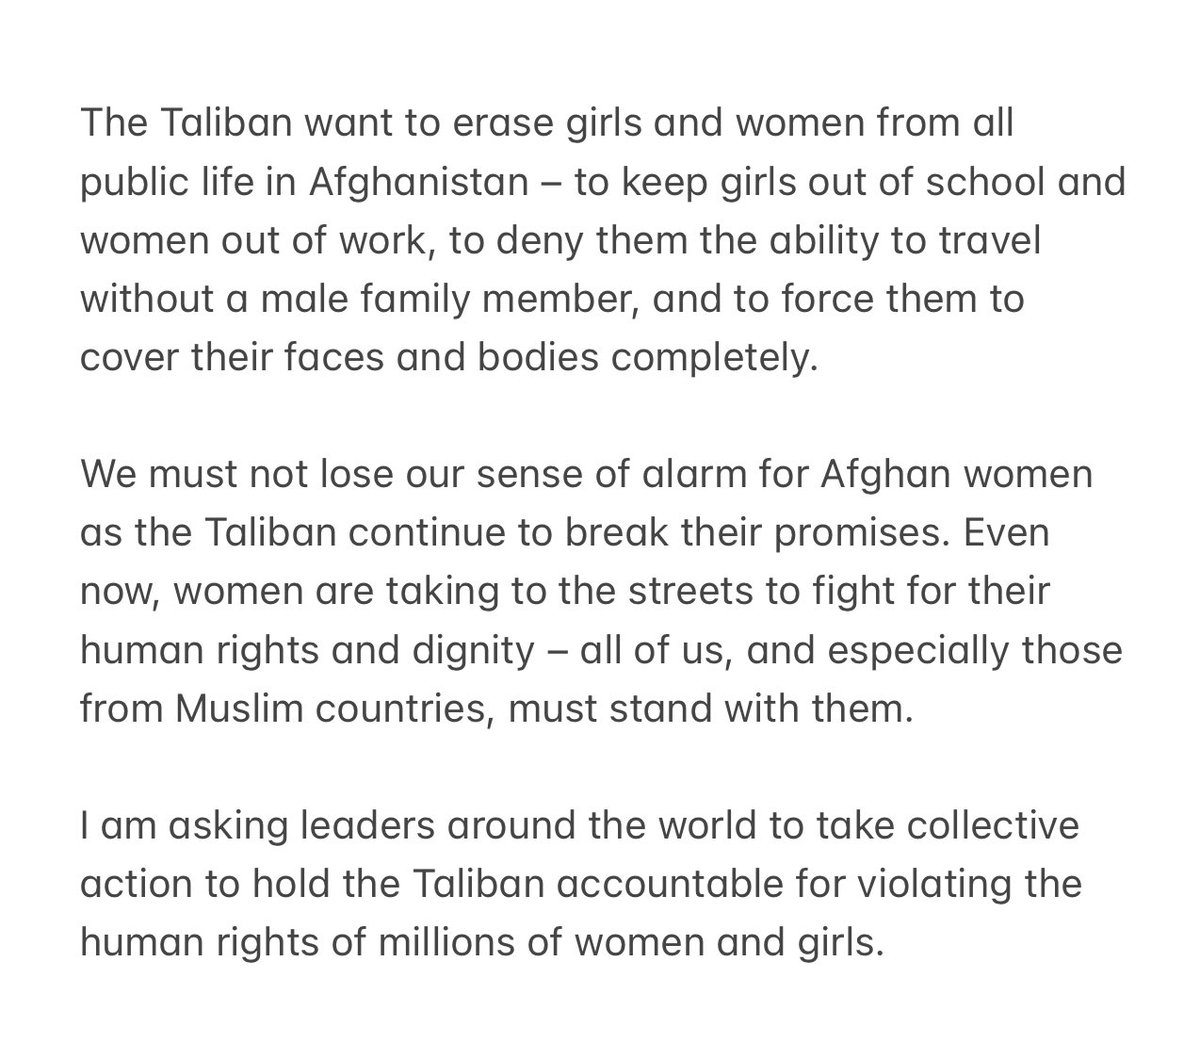 The Taliban want to erase girls and women from all
public life in Afghanistan – to keep girls out of school and
women out of work, to deny them the ability to travel
without a male family member, and to force them to
cover their faces and bodies completely.
We must not lose our sense of alarm for Afghan women
as the Taliban continue to break their promises. Even
now, women are taking to the streets to fight for their
human rights and dignity – all of us, and especially those
from Muslim countries, must stand with them.
I am asking leaders around the world to take collective
action to hold the Taliban accountable for violating the
human rights of millions of women and girls.